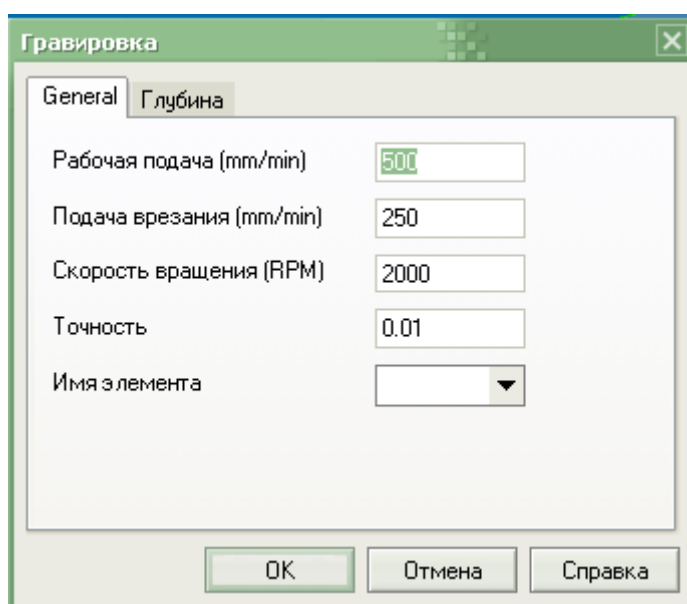 Гравировка
General Глубина
Рабочая подача (mm/min) 500
Подача врезания (mm/min) 250
Скорость вращения (RPM) 2000
Точность 0.01
Имя элемента
OK Отмена Справка